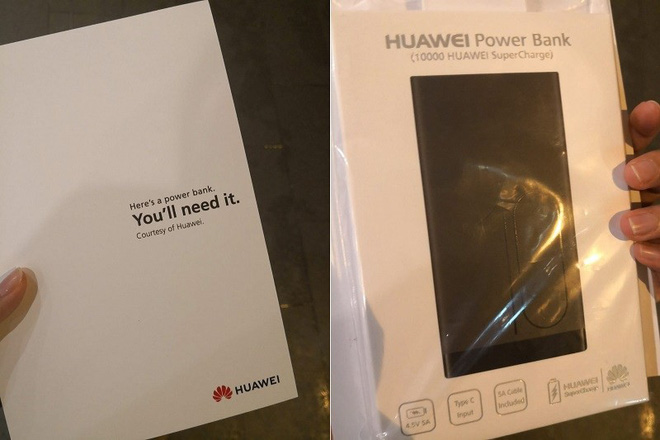 Here's a power bank.
You'll need it.
Courtesy of Huawei.
HUAWEI
HUAWEI Power Bank
(10000 HUAWEI SuperCharge)
4.5V 5A
Type C
Input
5A Cable
Included
HUAWEI
SuperCharge